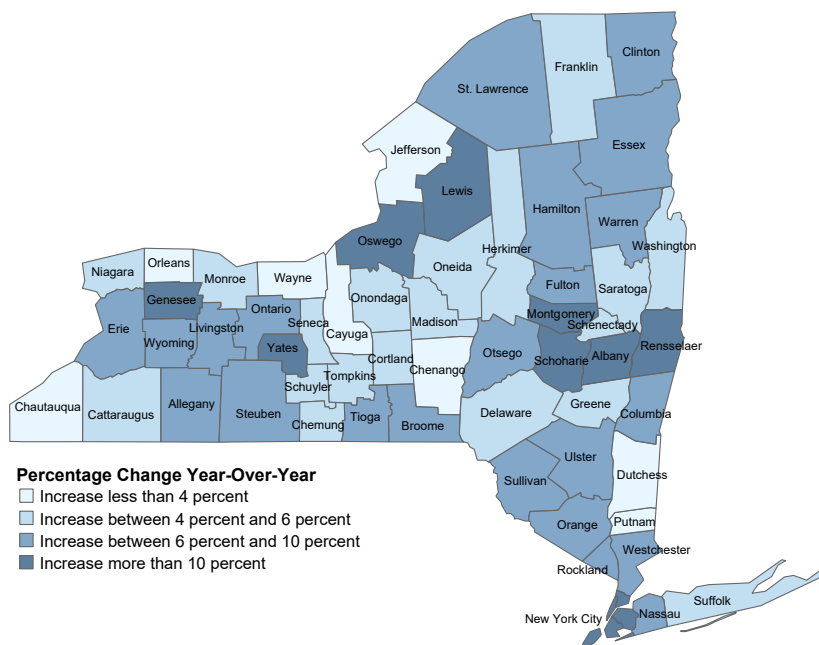 Clinton
Franklin
St. Lawrence
Essex
Jefferson
Lewis
Hamilton
Warren
Oswego
Herkimer
Washington
Oneida
Orleans
Niagara
Monroe
Wayne
Fulton
Saratoga
Genesee
Onondaga
Ontario
Montgomery
Seneca
Madison
Schenectady
Erie
Livingston
Cayuga
Wyoming
Yates
Otsego
Schoharie
Albany
Rensselaer
Cortland
Chenango
Tompkins
Schuyler
Chautauqua
Cattaraugus
Allegany
Steuben
Chemung
Tioga
Broome
Delaware
Greene
Columbia
Ulster
Dutchess
Sullivan
Orange
Putnam
Westchester
Rockland
Suffolk
Nassau
New York City
Percentage Change Year-Over-Year
Increase less than 4 percent
Increase between 4 percent and 6 percent
Increase between 6 percent and 10 percent
Increase more than 10 percent